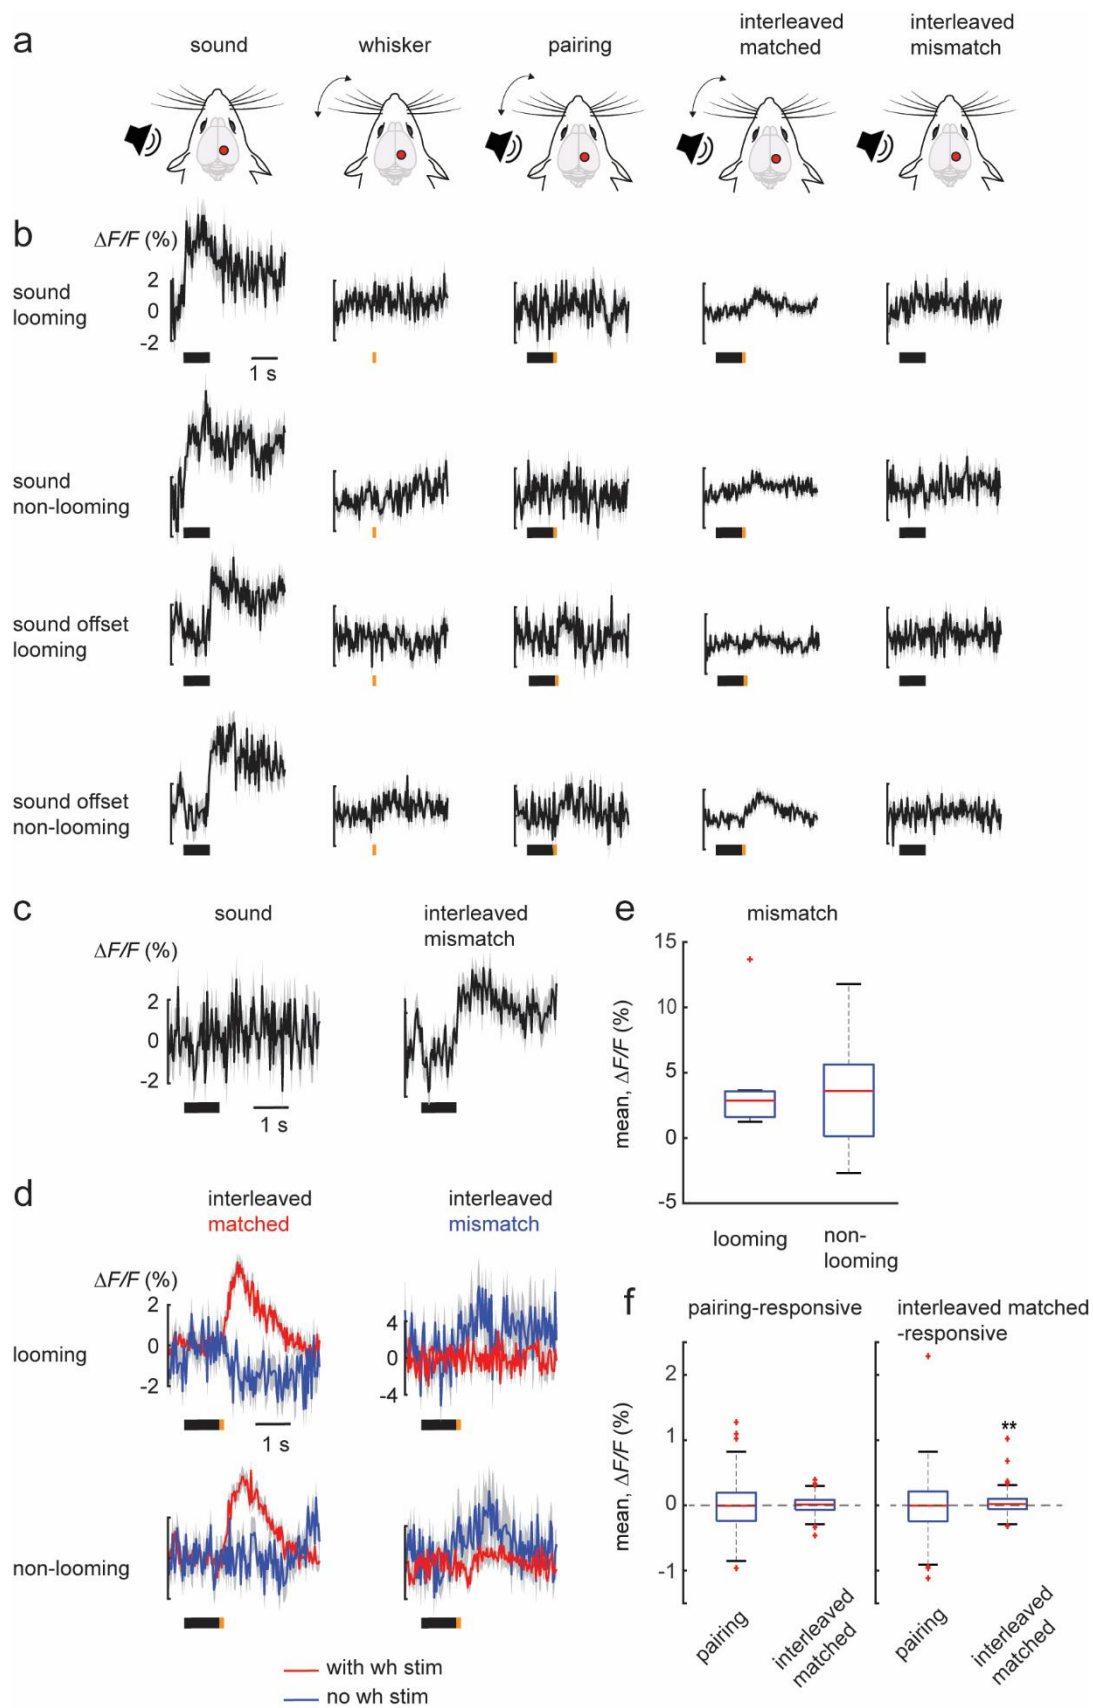 a
sound
whisker
pairing
interleaved
matched
interleaved
mismatch
b
ΔF/F (%)
sound
looming
2
0
-2
1 s
sound
non-looming
sound offset
looming
sound offset
non-looming
c
sound
interleaved
mismatch
ΔF/F (%)
2
0
-2
1 s
e
mismatch
mean, ΔF/F (%)
15
10
5
0
-5
looming
non-
looming
d
interleaved
matched
interleaved
mismatch
ΔF/F (%)
looming
2
0
-2
4
0
-4
1 s
non-looming
with wh stim
no wh stim
f
pairing-responsive
interleaved matched
-responsive
mean, ΔF/F (%)
2
1
0
-1
**
pairing
interleaved
matched
pairing
interleaved
matched